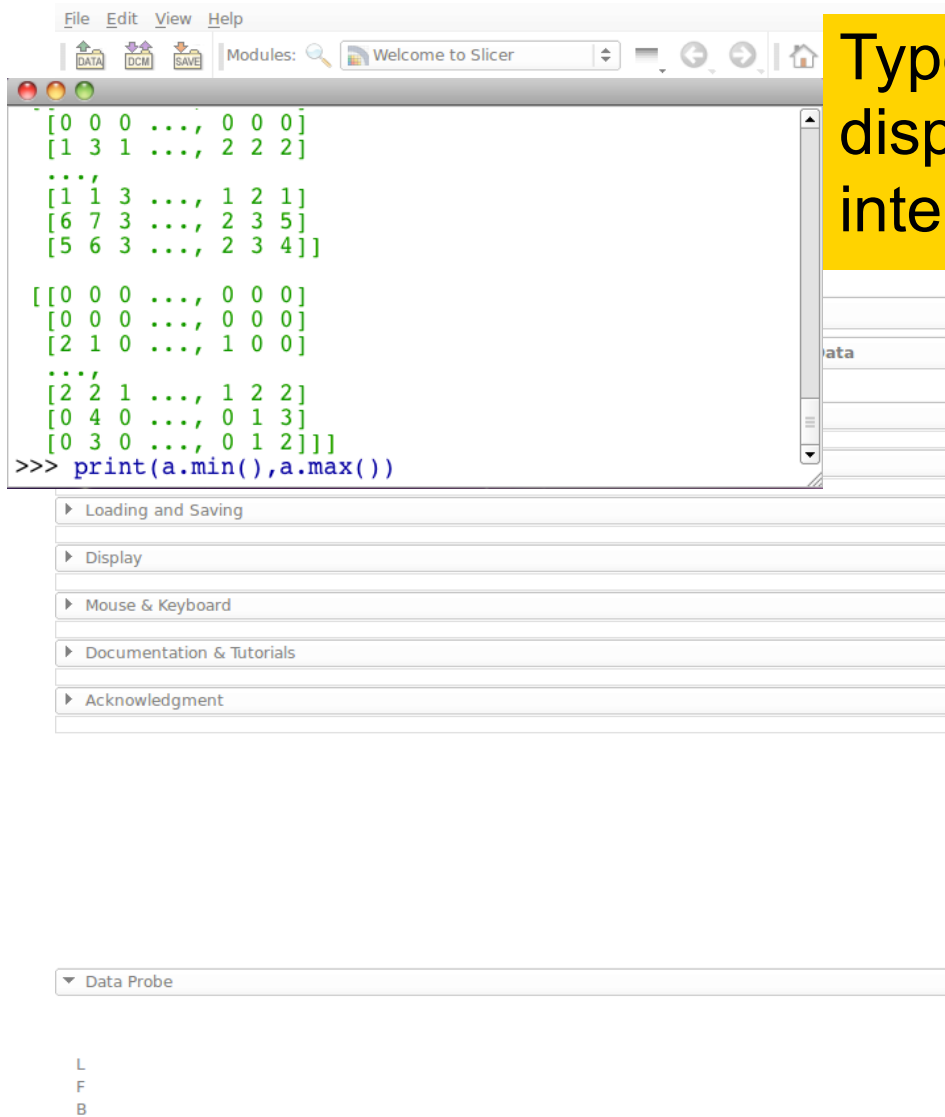 File Edit View Help
DATA DCM SAVE Modules: Welcome to Slicer
[0 0 0 ..., 0 0 0]
[1 3 1 ..., 2 2 2]
...,
[1 1 3 ..., 1 2 1]
[6 7 3 ..., 2 3 5]
[5 6 3 ..., 2 3 4]]
[[0 0 0 ..., 0 0 0]
[0 0 0 ..., 0 0 0]
[2 1 0 ..., 1 0 0]
...,
[2 2 1 ..., 1 2 2]
[0 4 0 ..., 0 1 3]
[0 3 0 ..., 0 1 2]]]
>>> print(a.min(),a.max())
Loading and Saving
Display
Mouse & Keyboard
Documentation & Tutorials
Acknowledgment
Data Probe
L
F
B